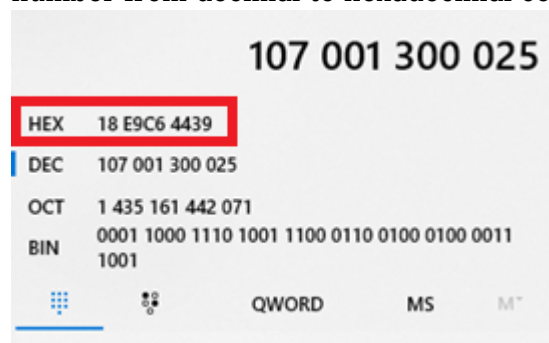 107 001 300 025
HEX 18 E9C6 4439
DEC 107 001 300 025
OCT 1 435 161 442 071
BIN 0001 1000 1110 1001 1100 0110 0100 0100 0011
1001
QWORD MS M